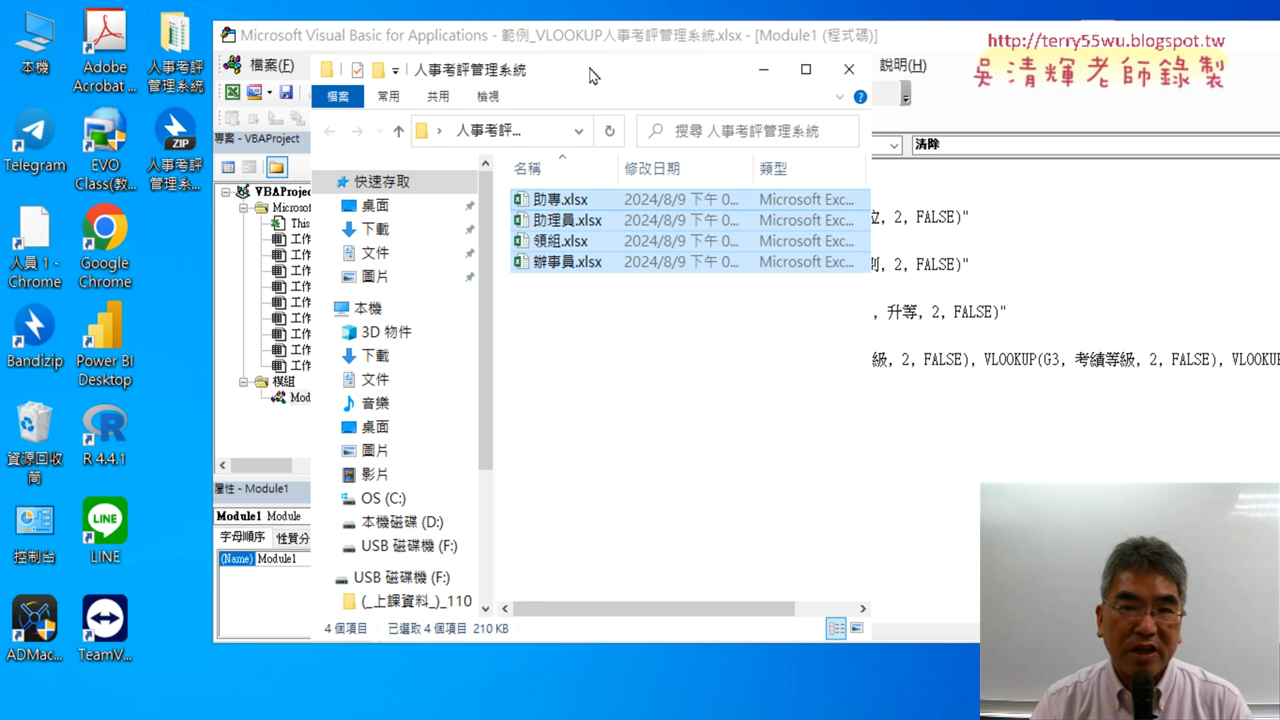 本機
Adobe
Acrobat ...
人事考評
管理系統
Telegram
EVO
Class(教...
人事考評
管理系...
人員 1 -
Chrome
Google
Chrome
Bandizip
Power BI
Desktop
資源回收
筒
R 4.4.1
控制台
LINE
ADMac...
TeamV...
Microsoft Visual Basic for Applications - 範例_VLOOKUP人事考評管理系統.xlsx - [Module1 (程式碼)]
檔案(F)
說明(H)
http://terry55wu.blogspot.tw
吳清輝老師錄製
專案 - VBAProject
VBAProjec
Microsof
This
工作
工作
工作
工作
工作
工作
工作
工作
工作
模組
Mod
屬性 - Module1
Module1 Module
字母順序
性質分
(Name) Module1
人事考評管理系統
檔案
常用
共用
檢視
人事考評...
搜尋 人事考評管理系統
名稱
修改日期
類型
助專.xlsx
2024/8/9 下午 0...
Microsoft Exc...
助理員.xlsx
2024/8/9 下午 0...
Microsoft Exc...
領組.xlsx
2024/8/9 下午 0...
Microsoft Exc...
辦事員.xlsx
2024/8/9 下午 0...
Microsoft Exc...
快速存取
桌面
下載
文件
圖片
本機
3D 物件
下載
文件
音樂
桌面
圖片
影片
OS (C:)
本機磁碟 (D:)
USB 磁碟機 (F:)
USB 磁碟機 (F:)
(_上課資料_)_110
4 個項目
已選取 4 個項目 210 KB
清除
, 2, FALSE)"
, 2, FALSE)"
, 升等, 2, FALSE)"
級, 2, FALSE), VLOOKUP(G3, 考績等級, 2, FALSE), VLOOKUP